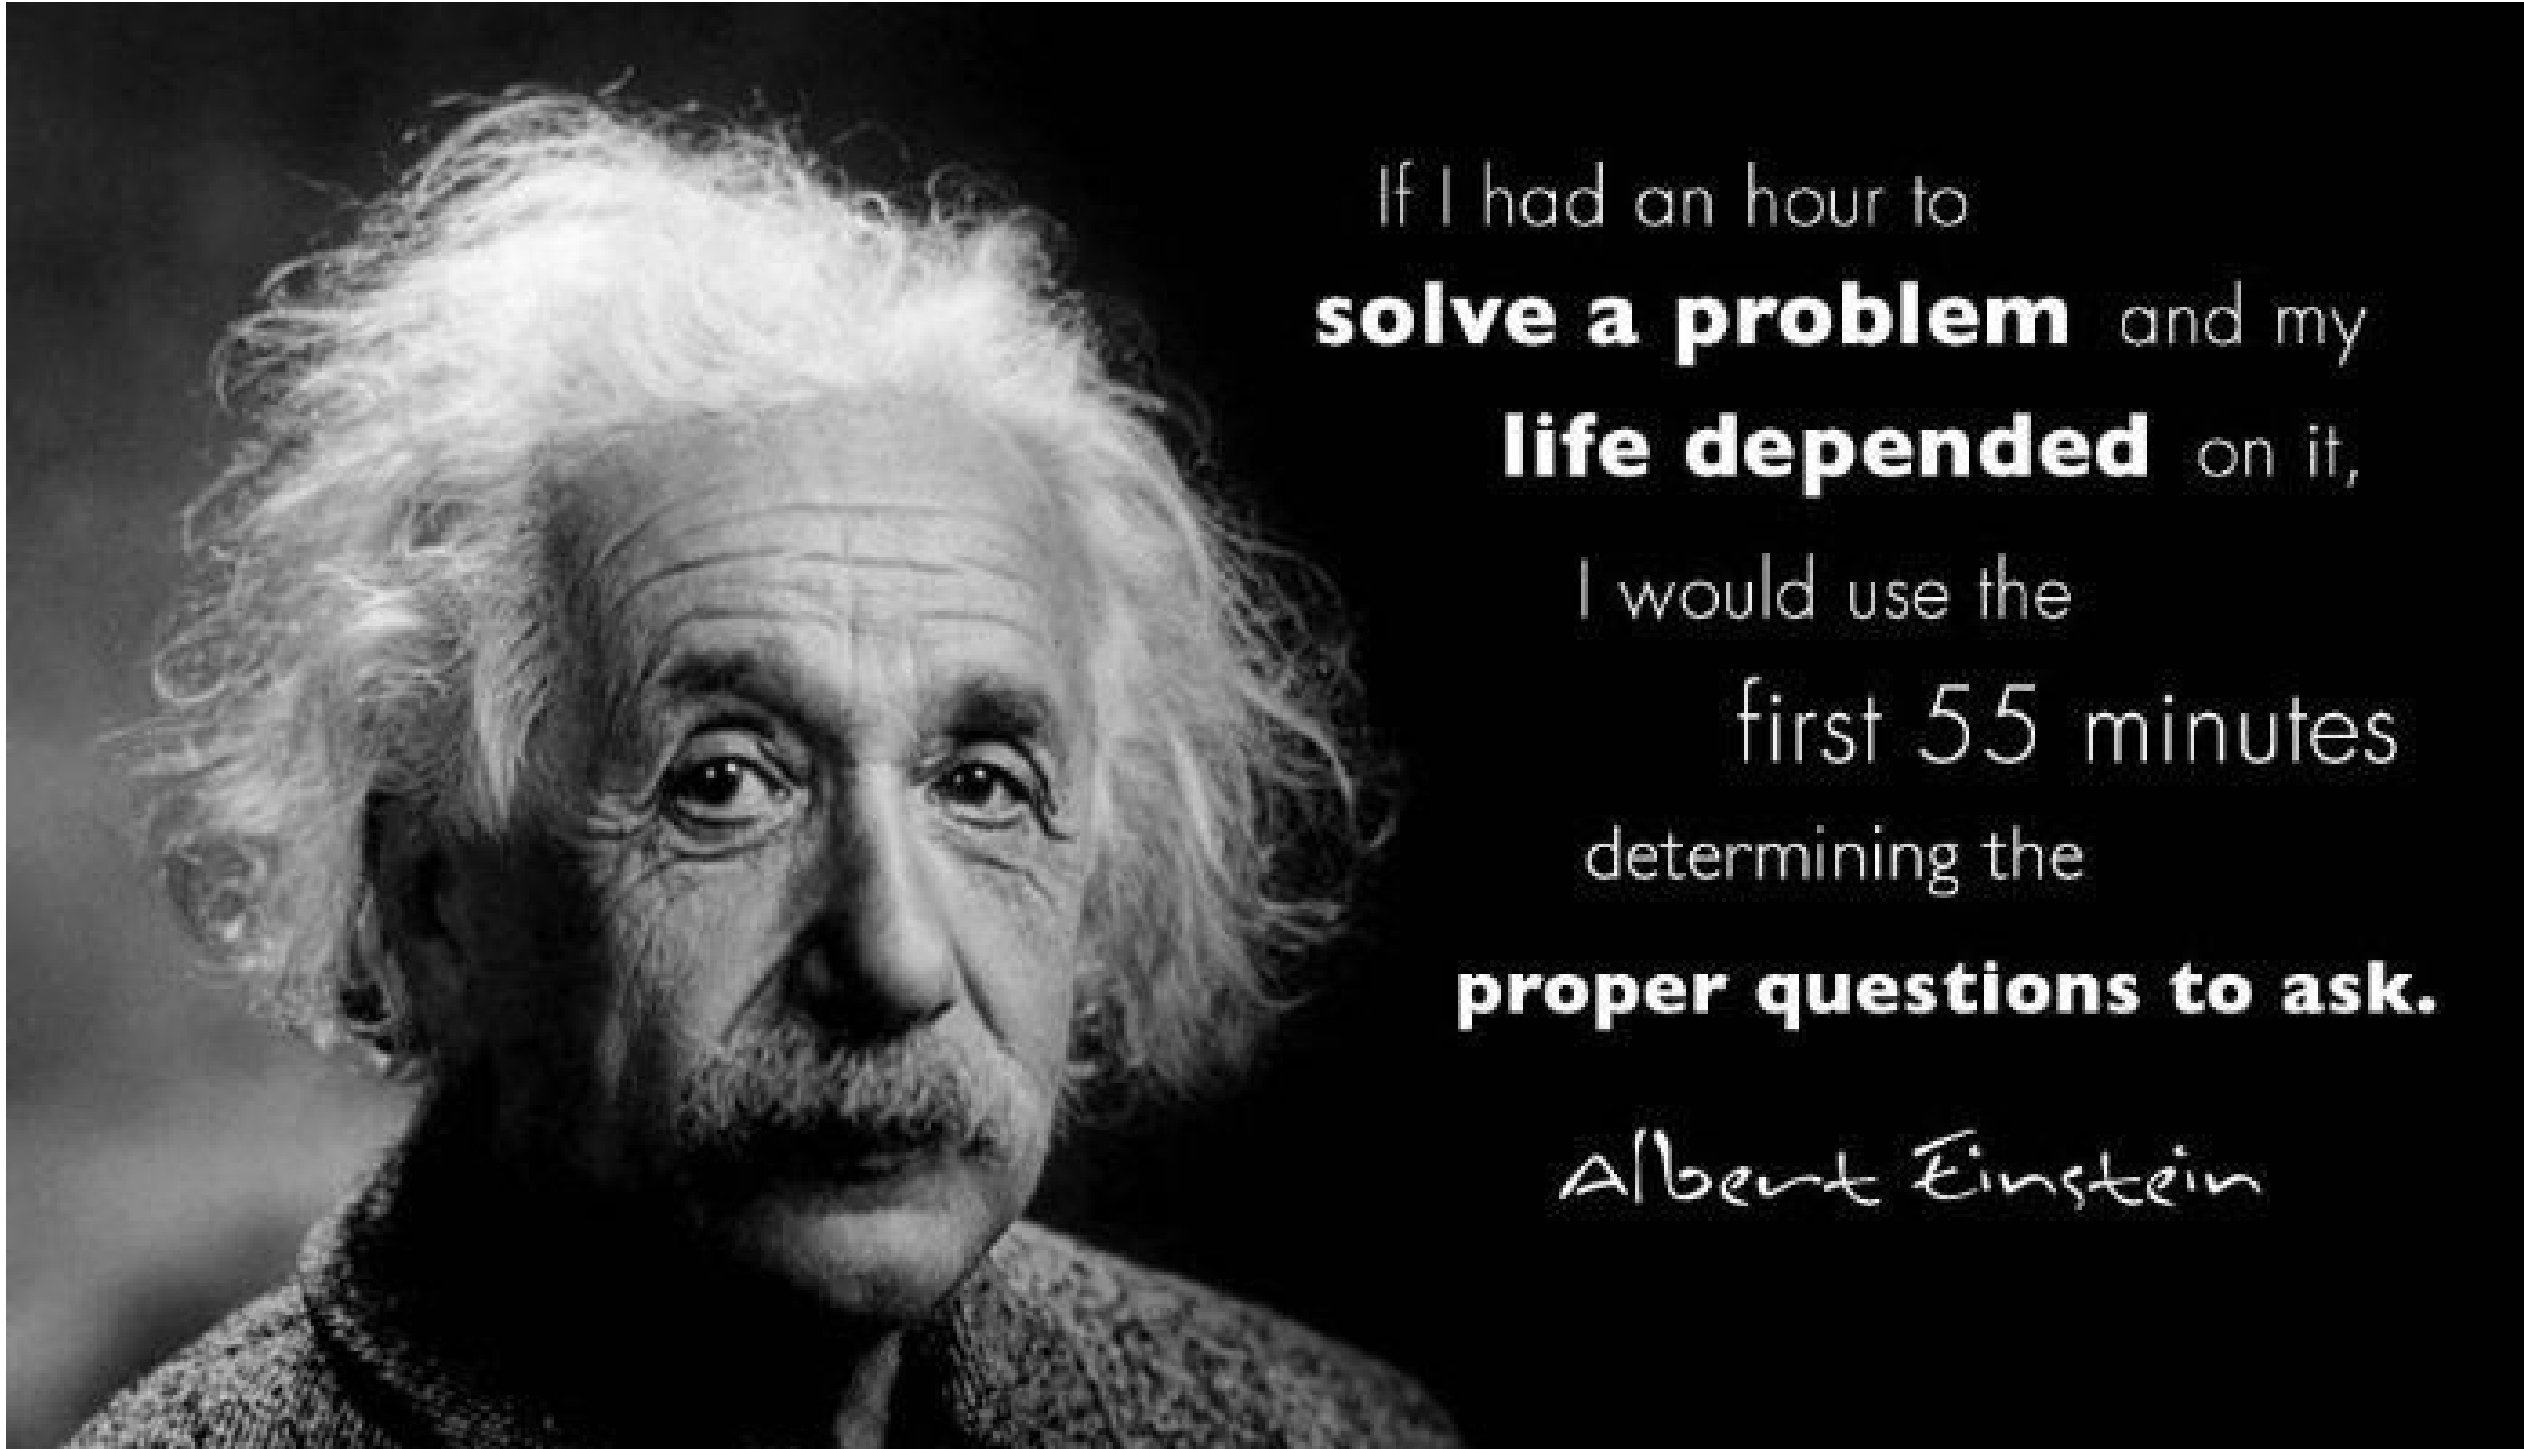 If I had an hour to
solve a problem and my
life depended on it,
I would use the
first 55 minutes
determining the
proper questions to ask.
Albert Einstein